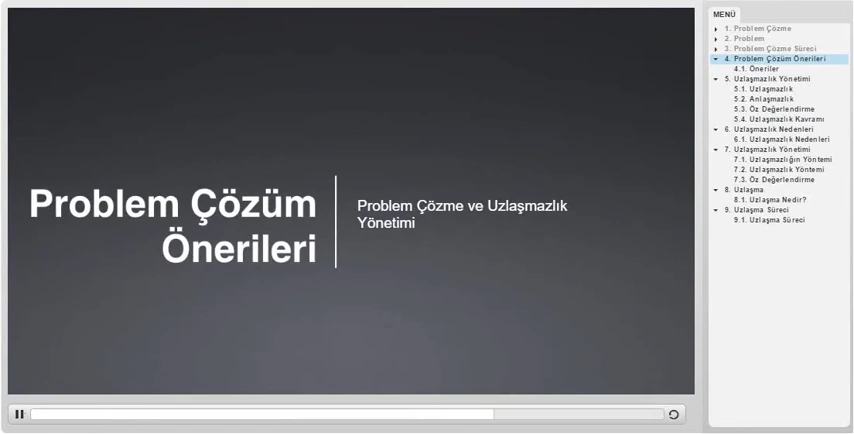 Problem Çözüm
Önerileri
Problem Çözme ve Uzlaşmazlık
Yönetimi
MENÜ
1. Problem Çözme
2. Problem
3. Problem Çözme Süreci
4. Problem Çözüm Önerileri
4.1. Öneriler
5. Uzlaşmazlık Yönetimi
5.1. Uzlaşmazlık
5.2. Anlaşmazlık
5.3. Öz Değerlendirme
5.4. Uzlaşmazlık Kavramı
6. Uzlaşmazlık Nedenleri
6.1. Uzlaşmazlık Nedenleri
7. Uzlaşmazlık Yönetimi
7.1. Uzlaşmazlığın Yöntemi
7.2. Uzlaşmazlık Yöntemi
7.3. Öz Değerlendirme
8. Uzlaşma
8.1. Uzlaşma Nedir?
9. Uzlaşma Süreci
9.1. Uzlaşma Süreci